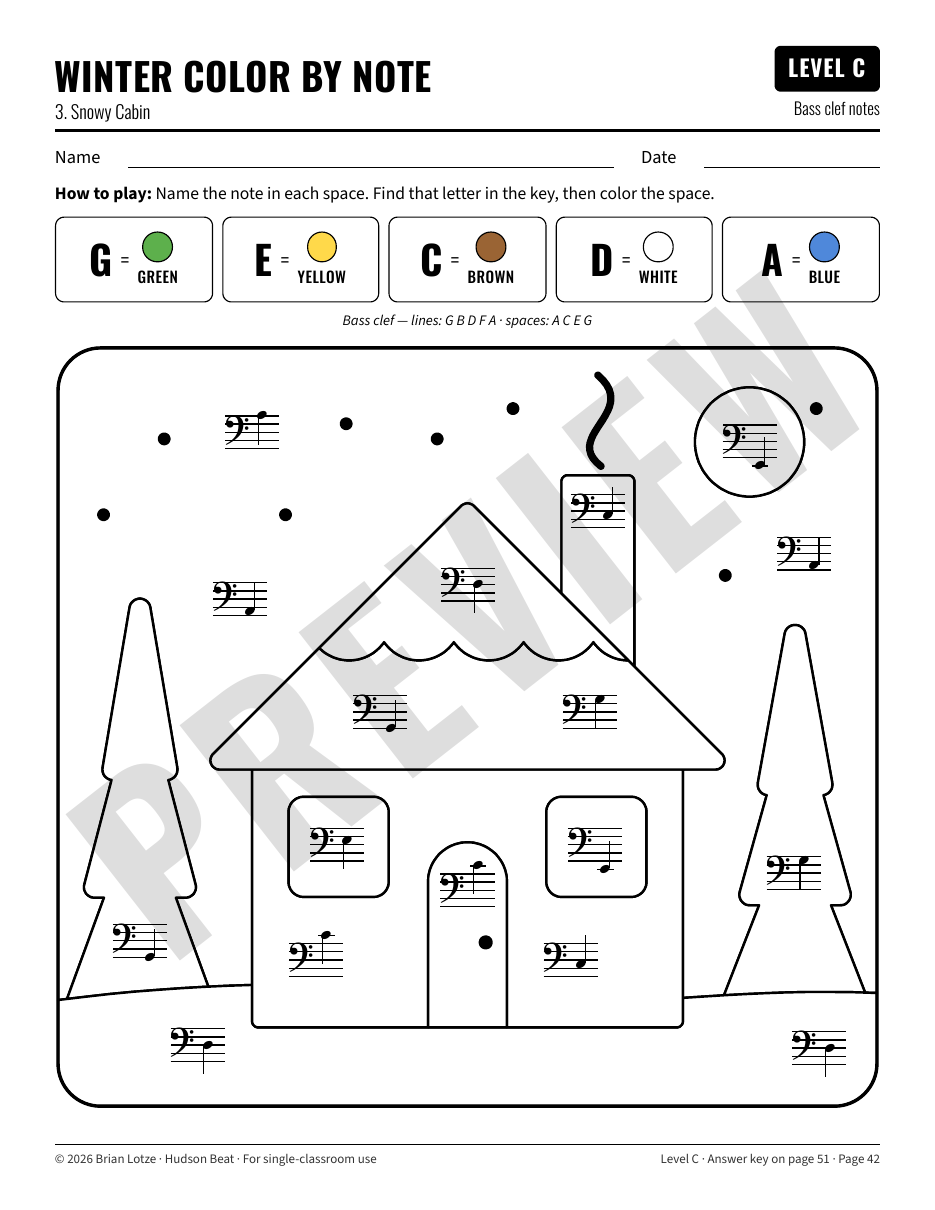 WINTER COLOR BY NOTE
LEVEL C
3. Snowy Cabin
Bass clef notes
Name
Date
How to play: Name the note in each space. Find that letter in the key, then color the space.
G = GREEN
E = YELLOW
C = BROWN
D = WHITE
A = BLUE
Bass clef — lines: G B D F A · spaces: A C E G
PREVIEW
© 2026 Brian Lotze · Hudson Beat · For single-classroom use
Level C · Answer key on page 51 · Page 42